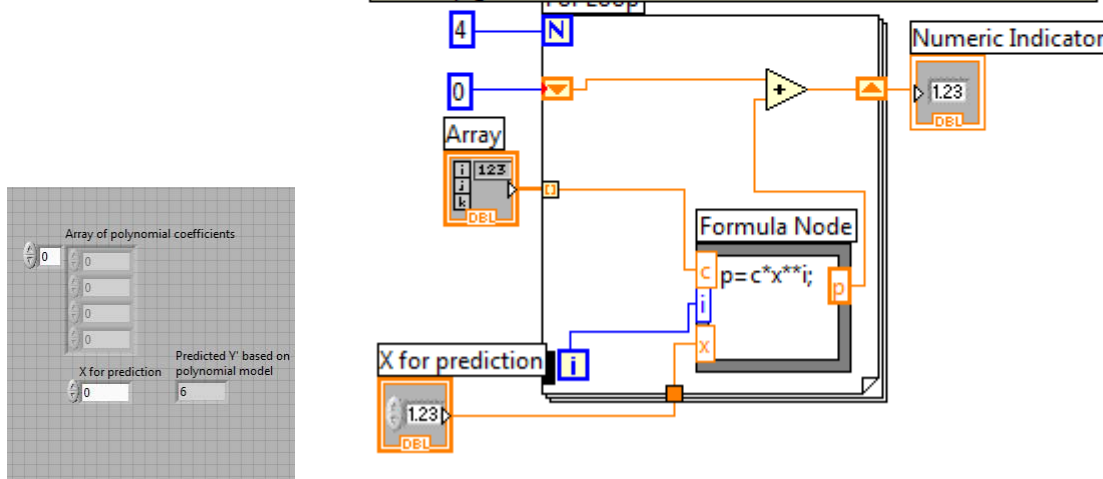 Array of polynomial coefficients
0
0
0
0
0
X for prediction
0
Predicted Y' based on
polynomial model
6
For Loop
4
N
0
+
Numeric Indicator
1.23
DBL
Array
i
j
k
123
DBL
Formula Node
c
p=c*x**i;
p
i
x
X for prediction
i
1.23
DBL